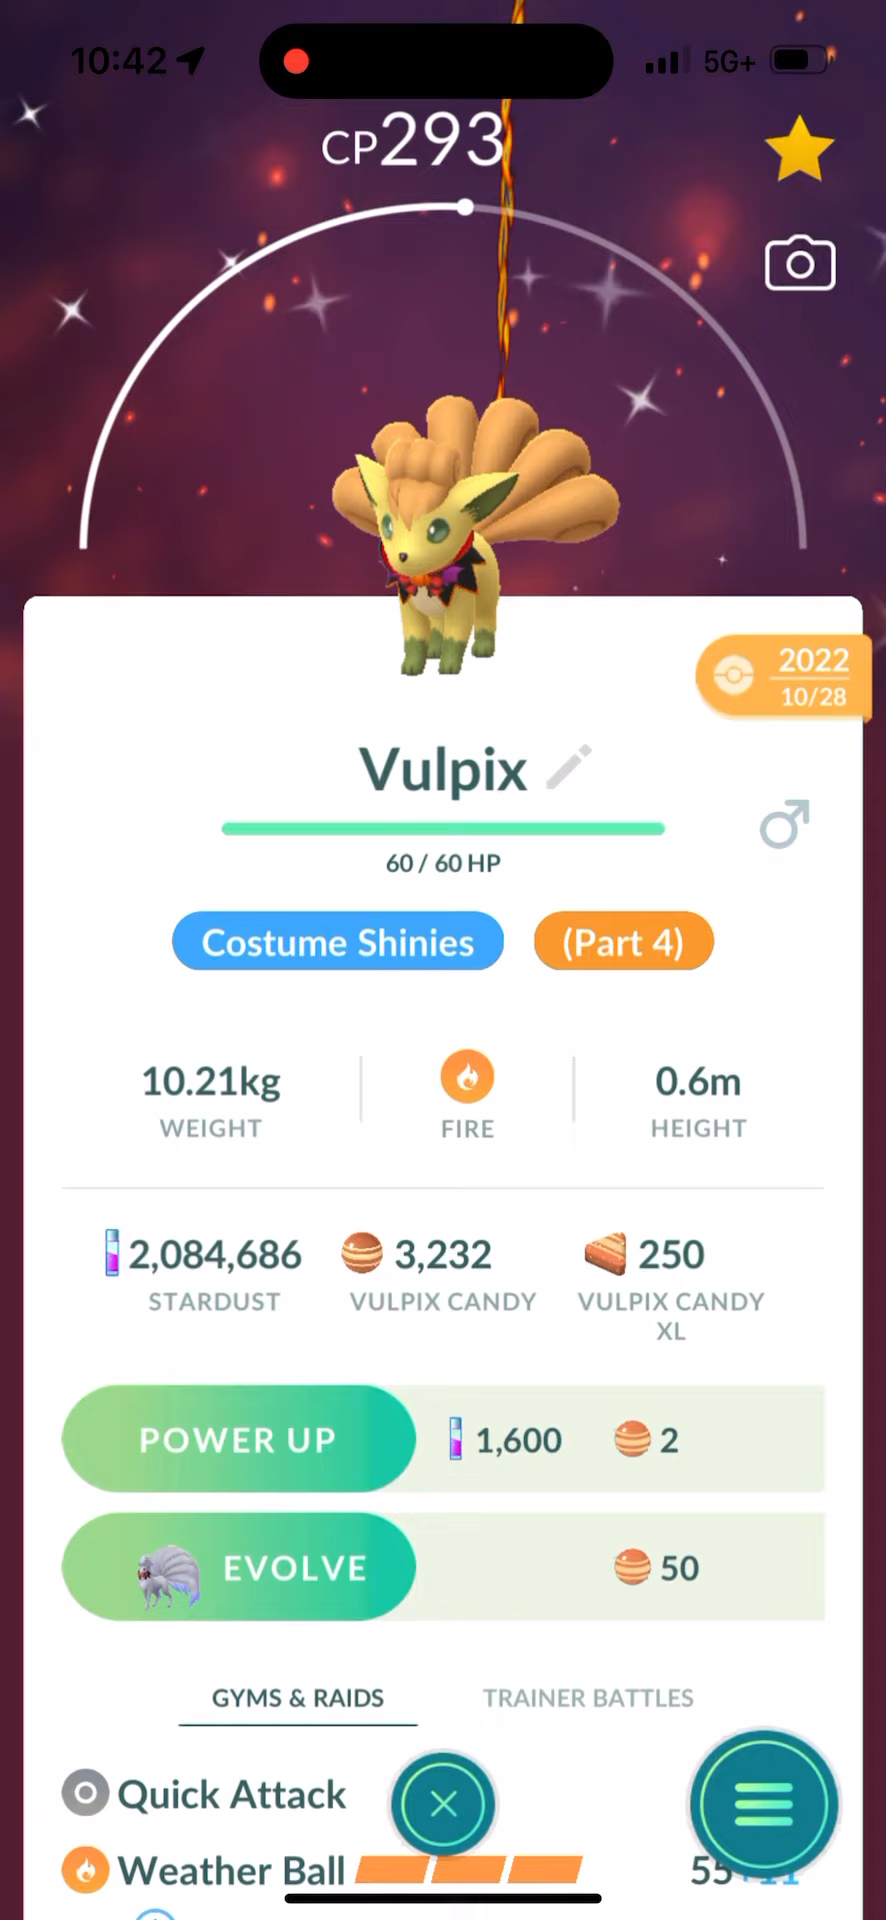 10:42
5G+
CP293
2022
10/28
Vulpix
60 / 60 HP
Costume Shinies (Part 4)
10.21kg
WEIGHT
FIRE
0.6m
HEIGHT
2,084,686
STARDUST
3,232
VULPIX CANDY
250
VULPIX CANDY
XL
POWER UP 1,600 2
EVOLVE 50
GYMS & RAIDS TRAINER BATTLES
Quick Attack
Weather Ball 55